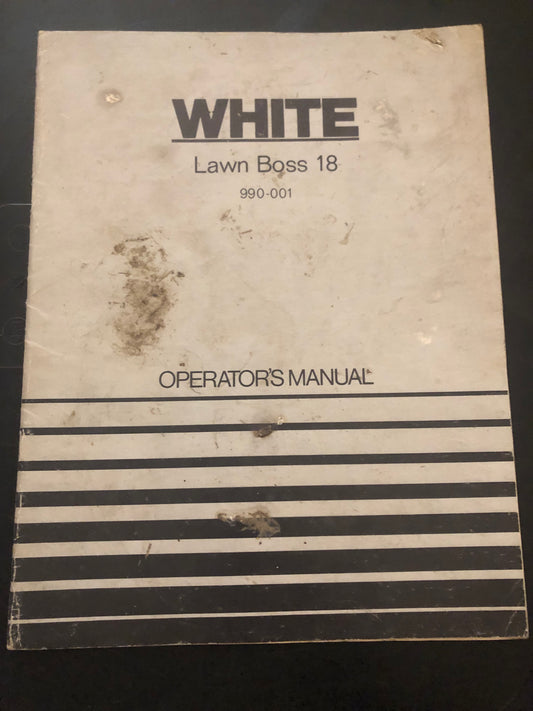 WHITE
Lawn Boss 18
990-001
OPERATOR'S MANUAL